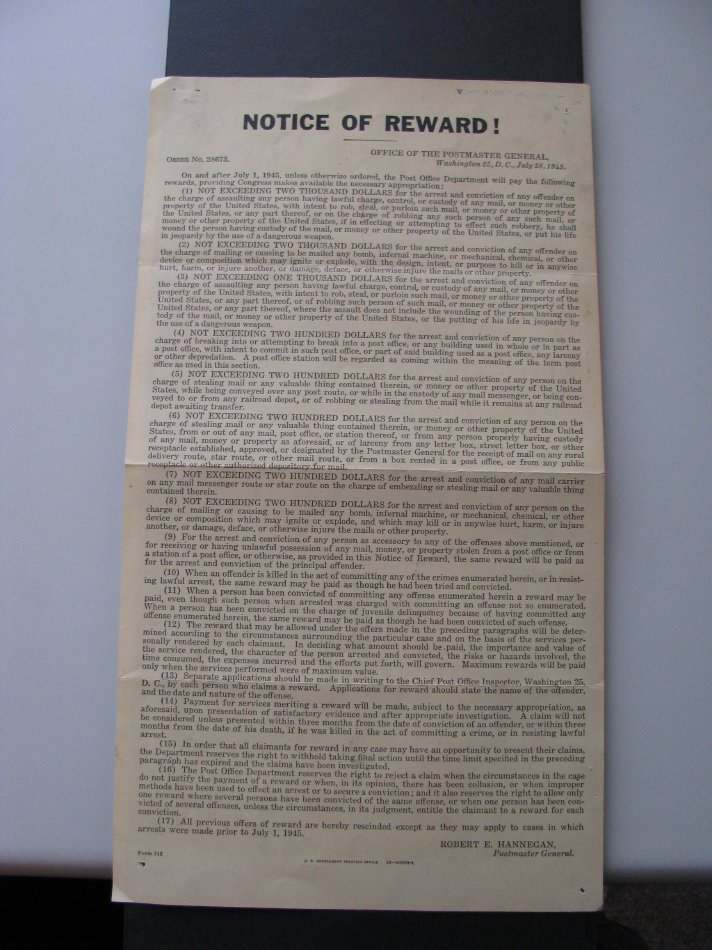 NOTICE OF REWARD!
ORDER NO. 28673.
OFFICE OF THE POSTMASTER GENERAL,
Washington 25, D. C., July 28, 1945.
On and after July 1, 1945, unless otherwise ordered, the Post Office Department will pay the following
rewards, providing Congress makes available the necessary appropriation:
(1) NOT EXCEEDING TWO THOUSAND DOLLARS for the arrest and conviction of any offender on
the charge of assaulting any person having lawful charge, control, or custody of any mail, or money or other
property of the United States, with intent to rob, steal, or purloin such mail or money or other property of
the United States, or any part thereof, or on the charge of robbing any such person of any such mail, or
money or other property of the United States, if in effecting or attempting to effect such robbery, he shall
wound the person having custody of the mail, or money or other property of the United States, or put his life
in jeopardy by the use of a dangerous weapon.
(2) NOT EXCEEDING TWO THOUSAND DOLLARS for the arrest and conviction of any offender on
the charge of mailing or causing to be mailed any bomb, infernal machine, or mechanical, chemical, or other
device or composition which may ignite or explode, with the design, intent, or purpose to kill or in anywise
hurt, harm, or injure another, or damage, deface, or otherwise injure the mails or other property.
(3) NOT EXCEEDING ONE THOUSAND DOLLARS for the arrest and conviction of any offender on
the charge of assaulting any person having lawful charge, control, or custody of any mail, or money or other
property of the United States, with intent to rob, steal, or purloin such mail, or money or other property of the
United States, or any part thereof, or of robbing such person of such mail, or money or other property of the
United States, or any part thereof, where the assault does not include the wounding of the person having cus-
tody of the mail, or money or other property of the United States, or the putting of his life in jeopardy by
the use of a dangerous weapon.
(4) NOT EXCEEDING TWO HUNDRED DOLLARS for the arrest and conviction of any person on the
charge of breaking into or attempting to break into a post office, or any building used in whole or in part as
a post office, with intent to commit in such post office, or part of said building used as a post office, any larceny
or other depredation. A post office station will be regarded as coming within the meaning of the term post
office as used in this section.
(5) NOT EXCEEDING TWO HUNDRED DOLLARS for the arrest and conviction of any person on the
charge of stealing mail or any valuable thing contained therein, or money or other property of the United
States, while being conveyed over any post route, or while in the custody of any mail messenger, or being con-
veyed to or from any railroad depot, or of robbing or stealing from the mail while it remains at any railroad
depot awaiting transfer.
(6) NOT EXCEEDING TWO HUNDRED DOLLARS for the arrest and conviction of any person on the
charge of stealing mail or any valuable thing contained therein, or money or other property of the United
States, from or out of any mail, post office, or station thereof, or from any person properly having custody
of any mail, money or property as aforesaid, or of larceny from any letter box, street letter box, or other
receptacle established, approved, or designated by the Postmaster General for the receipt of mail on any rural
delivery route, star route, or other mail route, or from a box rented in a post office, or from any public
receptacle or other authorized depository for mail.
(7) NOT EXCEEDING TWO HUNDRED DOLLARS for the arrest and conviction of any mail carrier
on any mail messenger route or star route on the charge of embezzling or stealing mail or any valuable thing
contained therein.
(8) NOT EXCEEDING TWO HUNDRED DOLLARS for the arrest and conviction of any person on the
charge of mailing or causing to be mailed any bomb, infernal machine, or mechanical, chemical, or other
device or composition which may ignite or explode, and which may kill or in anywise hurt, harm, or injure
another, or damage, deface, or otherwise injure the mails or other property.
(9) For the arrest and conviction of any person as accessory to any of the offenses above mentioned, or
for receiving or having unlawful possession of any mail, money, or property stolen from a post office or from
a station of a post office, or otherwise, as provided in this Notice of Reward, the same reward will be paid as
for the arrest and conviction of the principal offender.
(10) When an offender is killed in the act of committing any of the crimes enumerated herein, or in resist-
ing lawful arrest, the same reward may be paid as though he had been tried and convicted.
(11) When a person has been convicted of committing any offense enumerated herein a reward may be
paid, even though such person when arrested was charged with committing an offense not so enumerated.
When a person has been convicted on the charge of juvenile delinquency because of having committed any
offense enumerated herein, the same reward may be paid as though he had been convicted of such offense.
(12) The reward that may be allowed under the offers made in the preceding paragraphs will be deter-
mined according to the circumstances surrounding the particular case and on the basis of the services per-
sonally rendered by each claimant. In deciding what amount should be paid, the importance and value of
the service rendered, the character of the person arrested and convicted, the risks or hazards involved, the
time consumed, the expenses incurred and the efforts put forth, will govern. Maximum rewards will be paid
only when the services performed were of maximum value.
(13) Separate applications should be made in writing to the Chief Post Office Inspector, Washington 25,
D. C., by each person who claims a reward. Applications for reward should state the name of the offender,
and the date and nature of the offense.
(14) Payment for services meriting a reward will be made, subject to the necessary appropriation, as
aforesaid, upon presentation of satisfactory evidence and after appropriate investigation. A claim will not
be considered unless presented within three months from the date of conviction of an offender, or within three
months from the date of his death, if he was killed in the act of committing a crime, or in resisting lawful
arrest.
(15) In order that all claimants for reward in any case may have an opportunity to present their claims,
the Department reserves the right to withhold taking final action until the time limit specified in the preceding
paragraph has expired and the claims have been investigated.
(16) The Post Office Department reserves the right to reject a claim when the circumstances in the case
do not justify the payment of a reward or when, in its opinion, there has been collusion, or when improper
methods have been used to effect an arrest or to secure a conviction; and it also reserves the right to allow only
one reward where several persons have been convicted of the same offense, or when one person has been con-
victed of several offenses, unless the circumstances, in its judgment, entitle the claimant to a reward for each
conviction.
(17) All previous offers of reward are hereby rescinded except as they may apply to cases in which
arrests were made prior to July 1, 1945.
ROBERT E. HANNEGAN,
Postmaster General.
Form 312
U. S. GOVERNMENT PRINTING OFFICE